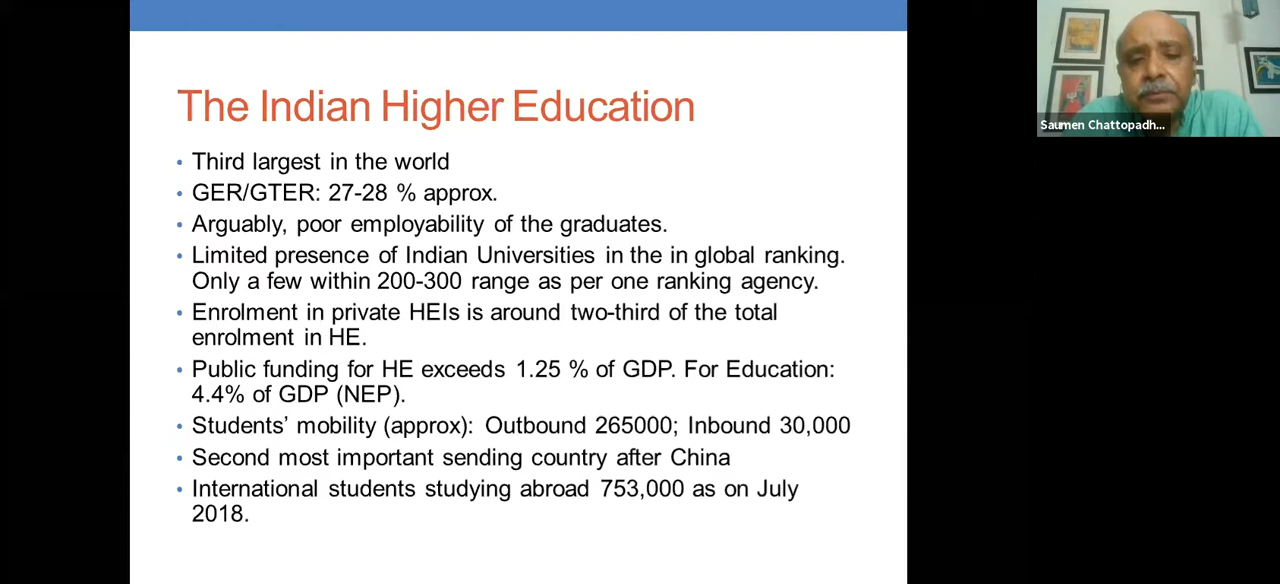 The Indian Higher Education
• Third largest in the world
• GER/GTER: 27-28 % approx.
• Arguably, poor employability of the graduates.
• Limited presence of Indian Universities in the in global ranking.
Only a few within 200-300 range as per one ranking agency.
• Enrolment in private HEIs is around two-third of the total
enrolment in HE.
• Public funding for HE exceeds 1.25 % of GDP. For Education:
4.4% of GDP (NEP).
• Students’ mobility (approx): Outbound 265000; Inbound 30,000
• Second most important sending country after China
• International students studying abroad 753,000 as on July
2018.
Saumen Chattopadh...